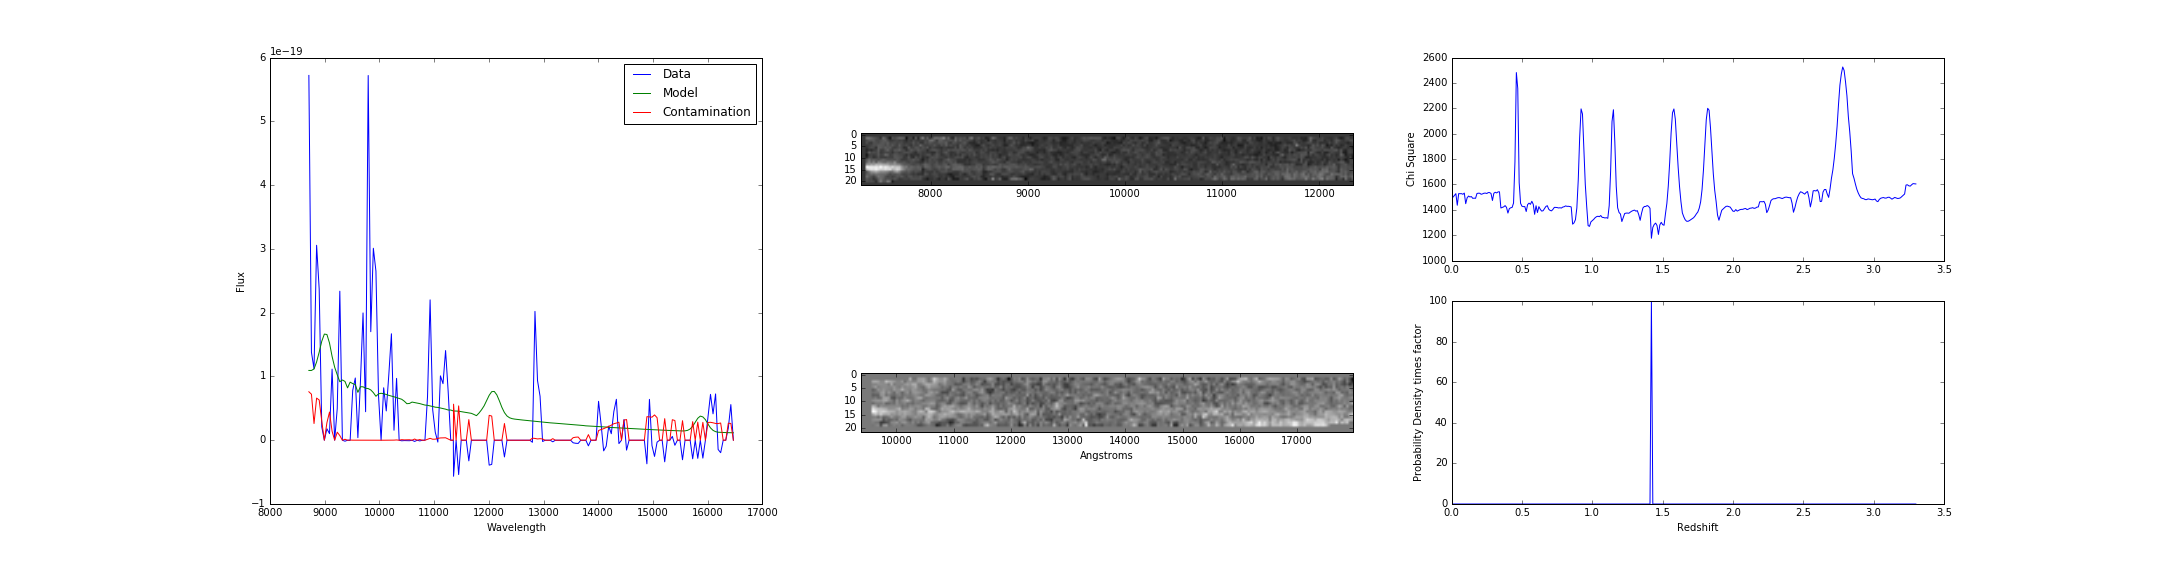 1e−19
6
5
4
3
2
1
0
−1
8000 9000 10000 11000 12000 13000 14000 15000 16000 17000
Flux
Wavelength
Data
Model
Contamination
0
5
10
15
20
8000 9000 10000 11000 12000
0
5
10
15
20
10000 11000 12000 13000 14000 15000 16000 17000
Angstroms
2600
2400
2200
2000
1800
1600
1400
1200
1000
Chi Square
0.0 0.5 1.0 1.5 2.0 2.5 3.0 3.5
100
80
60
40
20
0
Probability Density times factor
0.0 0.5 1.0 1.5 2.0 2.5 3.0 3.5
Redshift